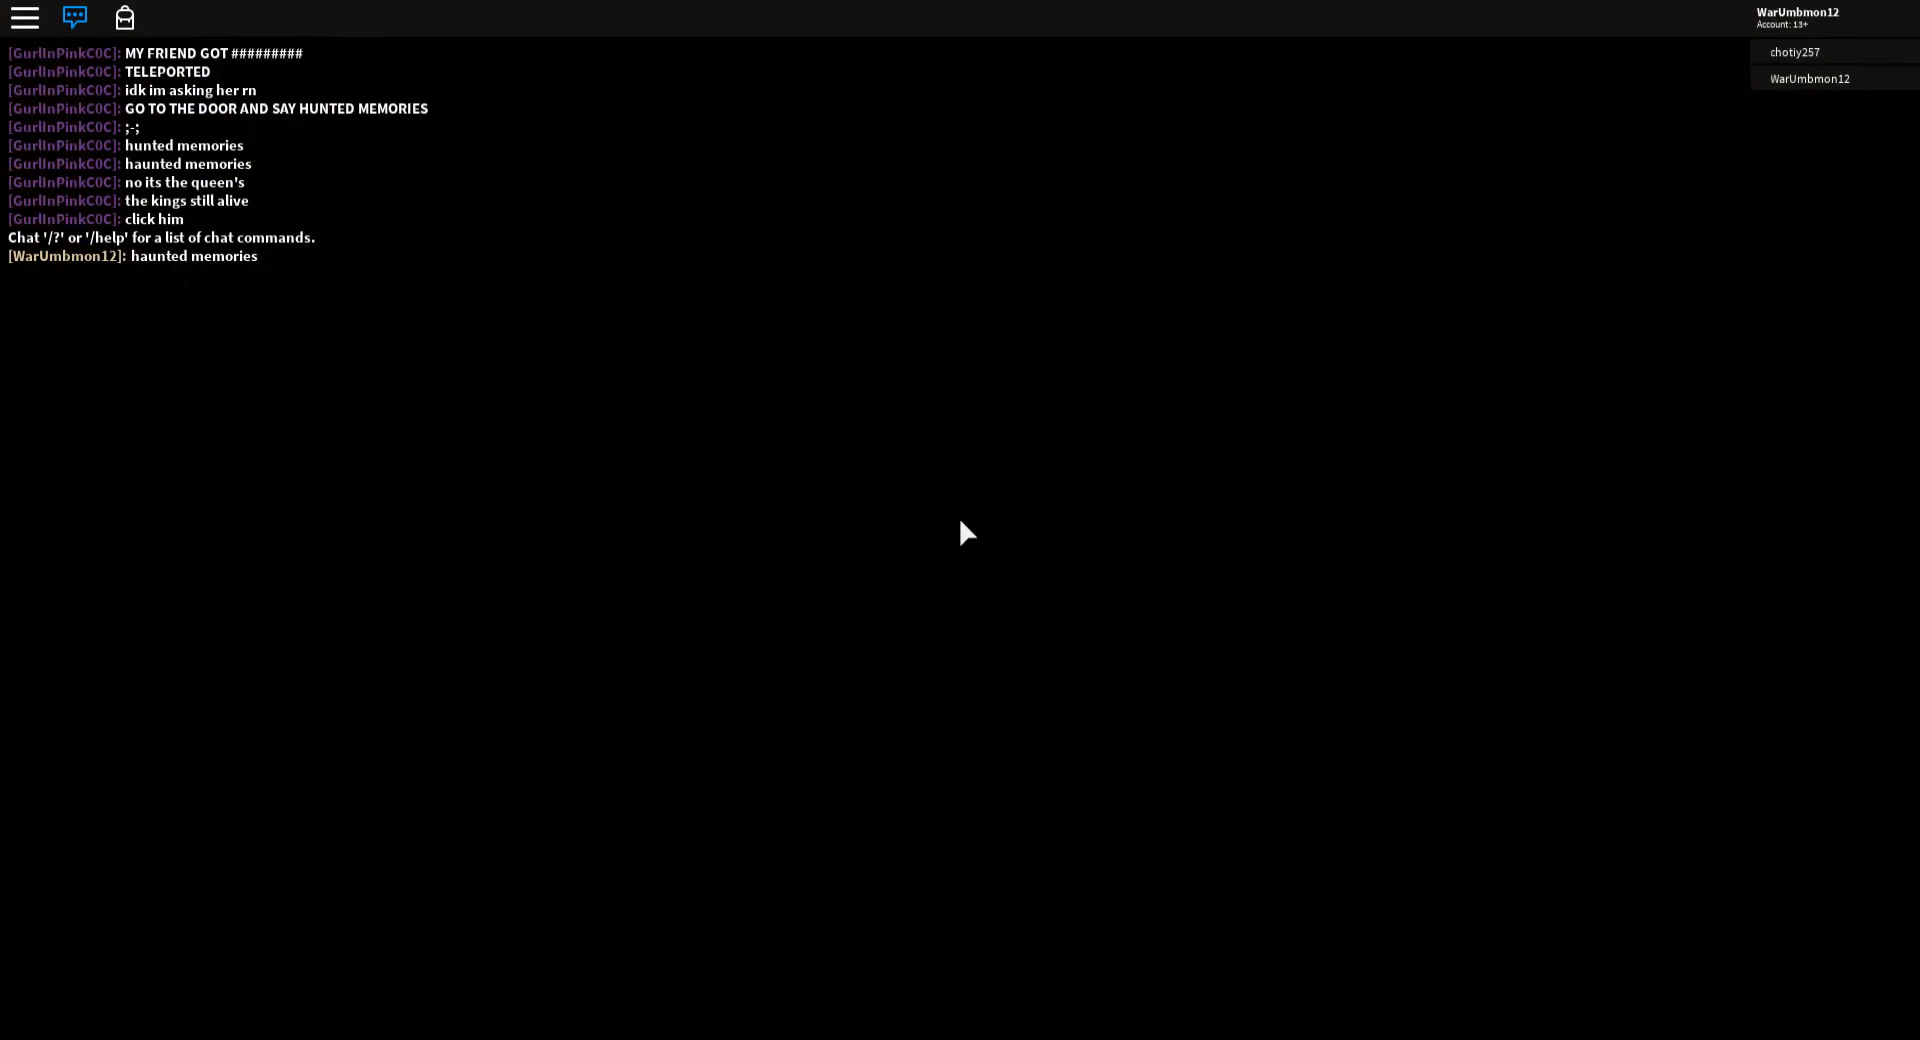 WarUmbmon12
Account: 13+
chotiy257
WarUmbmon12
[GurlInPinkC0C]: MY FRIEND GOT #########
[GurlInPinkC0C]: TELEPORTED
[GurlInPinkC0C]: idk im asking her rn
[GurlInPinkC0C]: GO TO THE DOOR AND SAY HUNTED MEMORIES
[GurlInPinkC0C]: ;-;
[GurlInPinkC0C]: hunted memories
[GurlInPinkC0C]: haunted memories
[GurlInPinkC0C]: no its the queen's
[GurlInPinkC0C]: the kings still alive
[GurlInPinkC0C]: click him
Chat '/?' or '/help' for a list of chat commands.
[WarUmbmon12]: haunted memories